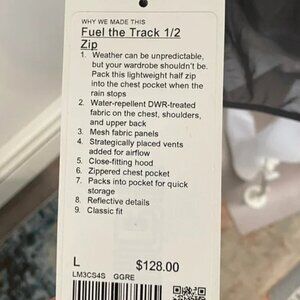 WHY WE MADE THIS
Fuel the Track 1/2
Zip
1. Weather can be unpredictable,
but your wardrobe shouldn't be.
Pack this lightweight half zip
into the chest pocket when the
rain stops
2. Water-repellent DWR-treated
fabric on the chest, shoulders,
and upper back
3. Mesh fabric panels
4. Strategically placed vents
added for airflow
5. Close-fitting hood
6. Zippered chest pocket
7. Packs into pocket for quick
storage
8. Reflective details
9. Classic fit
L $128.00
LM3CS4S GGRE